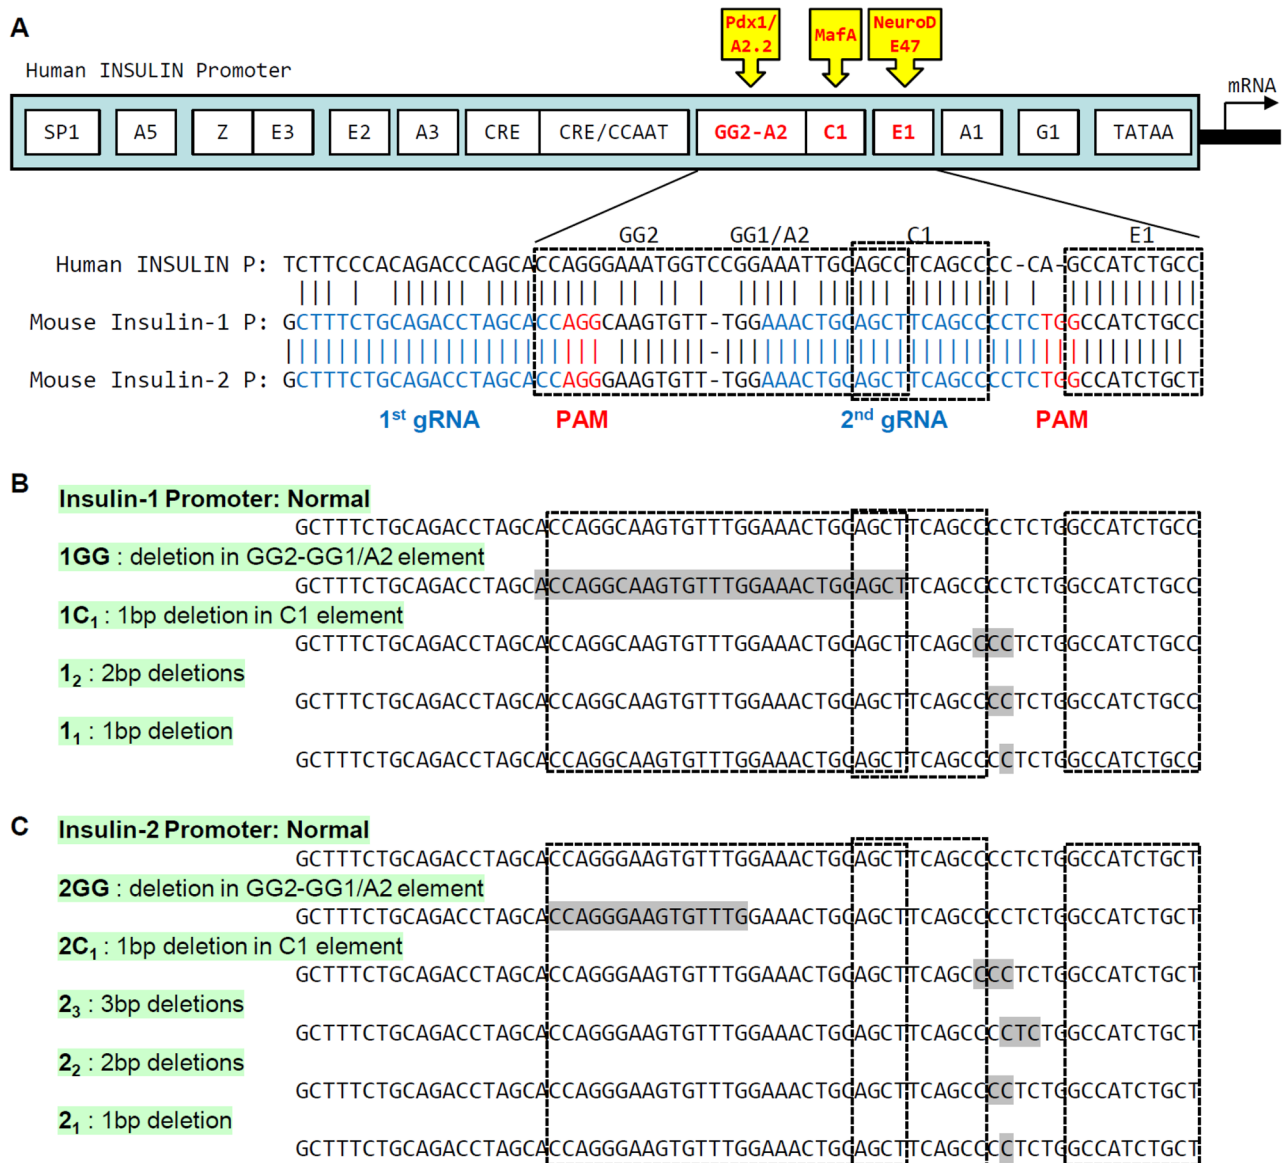 A
Pdx1/
A2.2
MafA
NeuroD
E47
Human INSULIN Promoter
mRNA
SP1 A5 Z E3 E2 A3 CRE CRE/CCAAT GG2-A2 C1 E1 A1 G1 TATAA
GG2 GG1/A2 C1 E1
Human INSULIN P: TCTTCCCACAGACCCAGCACCAGGGAAATGGTCCGGAAATTGCAGCCTCAGCCCC-CA-GCCATCTGCC
Mouse Insulin-1 P: GCTTTCTGCAGACCTAGCACCAGGCAAGTGTT-TGGAAACTGCAGCTTCAGCCCCTCTGGCCATCTGCC
Mouse Insulin-2 P: GCTTTCTGCAGACCTAGCACCAGGGAAGTGTT-TGGAAACTGCAGCTTCAGCCCCTCTGGCCATCTGCT
1st gRNA PAM 2nd gRNA PAM
B
Insulin-1 Promoter: Normal
GCTTTCTGCAGACCTAGCACCAGGCAAGTGTTTGGAAACTGCAGCTTCAGCCCCTCTGGCCATCTGCC
1GG : deletion in GG2-GG1/A2 element
GCTTTCTGCAGACCTAGCACCAGGCAAGTGTTTGGAAACTGCAGCTTCAGCCCCTCTGGCCATCTGCC
1C1 : 1bp deletion in C1 element
GCTTTCTGCAGACCTAGCACCAGGCAAGTGTTTGGAAACTGCAGCTTCAGCCCCTCTGGCCATCTGCC
12 : 2bp deletions
GCTTTCTGCAGACCTAGCACCAGGCAAGTGTTTGGAAACTGCAGCTTCAGCCCCTCTGGCCATCTGCC
11 : 1bp deletion
GCTTTCTGCAGACCTAGCACCAGGCAAGTGTTTGGAAACTGCAGCTTCAGCCCCTCTGGCCATCTGCC
C
Insulin-2 Promoter: Normal
GCTTTCTGCAGACCTAGCACCAGGGAAGTGTTTGGAAACTGCAGCTTCAGCCCCTCTGGCCATCTGCT
2GG : deletion in GG2-GG1/A2 element
GCTTTCTGCAGACCTAGCACCAGGGAAGTGTTTGGAAACTGCAGCTTCAGCCCCTCTGGCCATCTGCT
2C1 : 1bp deletion in C1 element
GCTTTCTGCAGACCTAGCACCAGGGAAGTGTTTGGAAACTGCAGCTTCAGCCCCTCTGGCCATCTGCT
23 : 3bp deletions
GCTTTCTGCAGACCTAGCACCAGGGAAGTGTTTGGAAACTGCAGCTTCAGCCCCTCTGGCCATCTGCT
22 : 2bp deletions
GCTTTCTGCAGACCTAGCACCAGGGAAGTGTTTGGAAACTGCAGCTTCAGCCCCTCTGGCCATCTGCT
21 : 1bp deletion
GCTTTCTGCAGACCTAGCACCAGGGAAGTGTTTGGAAACTGCAGCTTCAGCCCCTCTGGCCATCTGCT